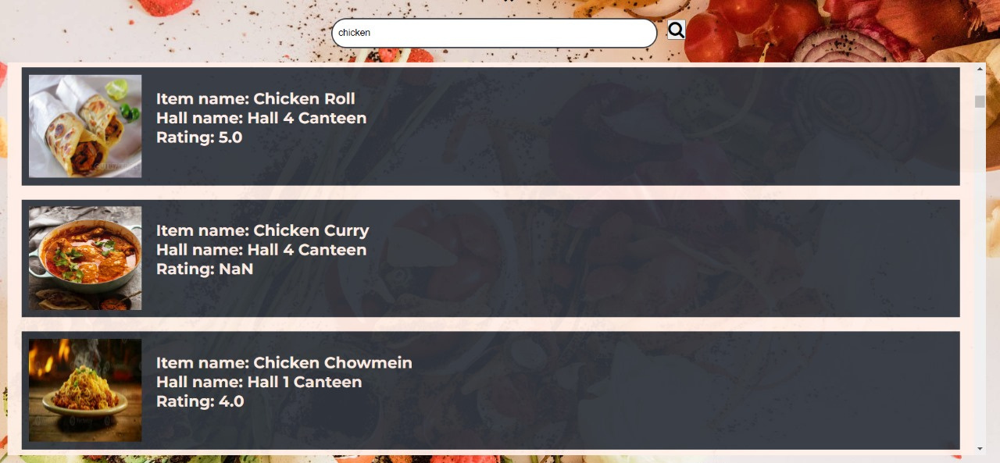 chicken
Item name: Chicken Roll
Hall name: Hall 4 Canteen
Rating: 5.0
Item name: Chicken Curry
Hall name: Hall 4 Canteen
Rating: NaN
Item name: Chicken Chowmein
Hall name: Hall 1 Canteen
Rating: 4.0